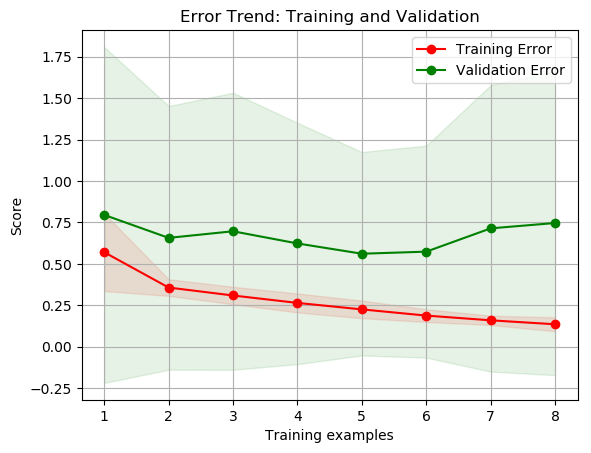 Error Trend: Training and Validation
Training Error
Validation Error
1.75
1.50
1.25
1.00
0.75
0.50
0.25
0.00
−0.25
Score
1 2 3 4 5 6 7 8
Training examples